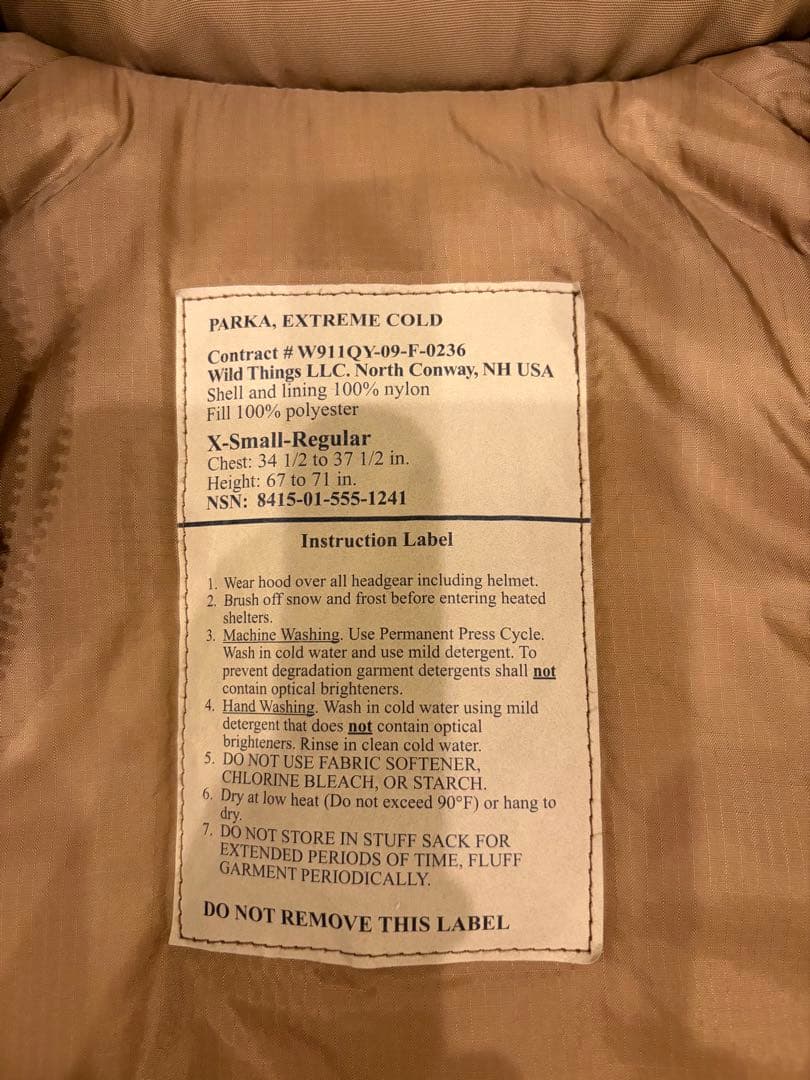 PARKA, EXTREME COLD
Contract # W911QY-09-F-0236
Wild Things LLC. North Conway, NH USA
Shell and lining 100% nylon
Fill 100% polyester
X-Small-Regular
Chest: 34 1/2 to 37 1/2 in.
Height: 67 to 71 in.
NSN: 8415-01-555-1241
Instruction Label
1. Wear hood over all headgear including helmet.
2. Brush off snow and frost before entering heated
shelters.
3. Machine Washing. Use Permanent Press Cycle.
Wash in cold water and use mild detergent. To
prevent degradation garment detergents shall not
contain optical brighteners.
4. Hand Washing. Wash in cold water using mild
detergent that does not contain optical
brighteners. Rinse in clean cold water.
5. DO NOT USE FABRIC SOFTENER,
CHLORINE BLEACH, OR STARCH.
6. Dry at low heat (Do not exceed 90°F) or hang to
dry.
7. DO NOT STORE IN STUFF SACK FOR
EXTENDED PERIODS OF TIME, FLUFF
GARMENT PERIODICALLY.
DO NOT REMOVE THIS LABEL